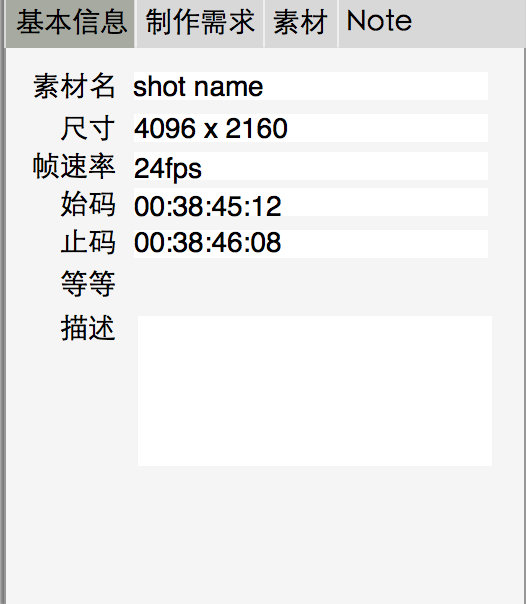 基本信息 制作需求 素材 Note
素材名 shot name
尺寸 4096 x 2160
帧速率 24fps
始码 00:38:45:12
止码 00:38:46:08
等等
描述